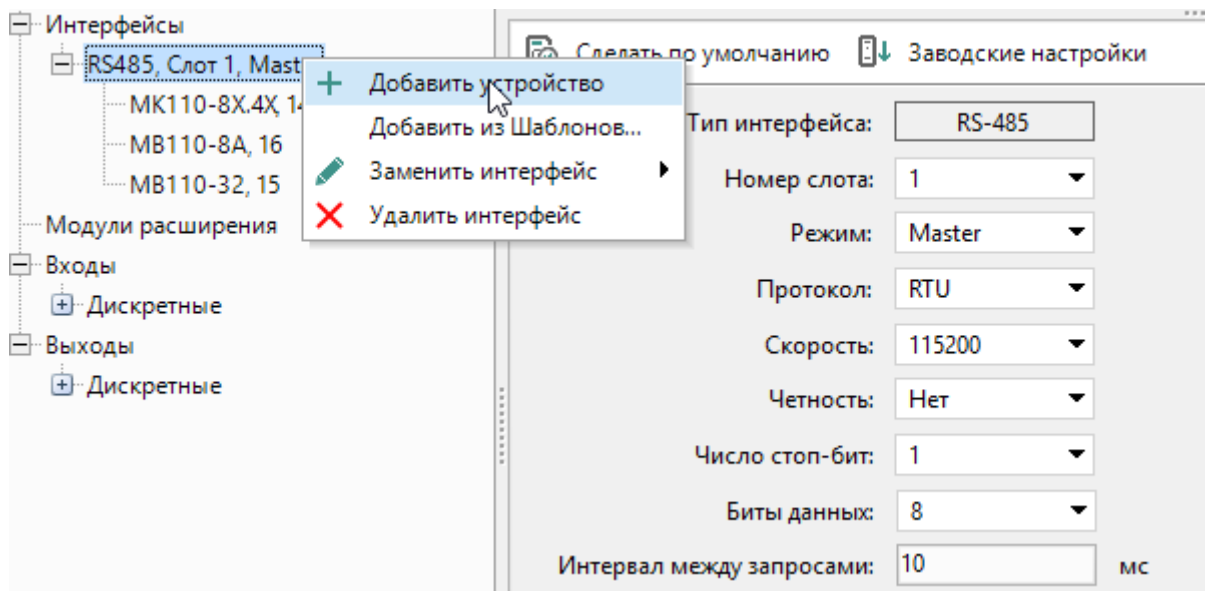 Интерфейсы
RS485, Слот 1, Mast
МК110-8Х.4Х, 14
МВ110-8А, 16
МВ110-32, 15
Модули расширения
Входы
Дискретные
Выходы
Дискретные
Добавить устройство
Добавить из Шаблонов...
Заменить интерфейс
Удалить интерфейс
Сделать по умолчанию Заводские настройки
Тип интерфейса: RS-485
Номер слота: 1
Режим: Master
Протокол: RTU
Скорость: 115200
Четность: Нет
Число стоп-бит: 1
Биты данных: 8
Интервал между запросами: 10 мс